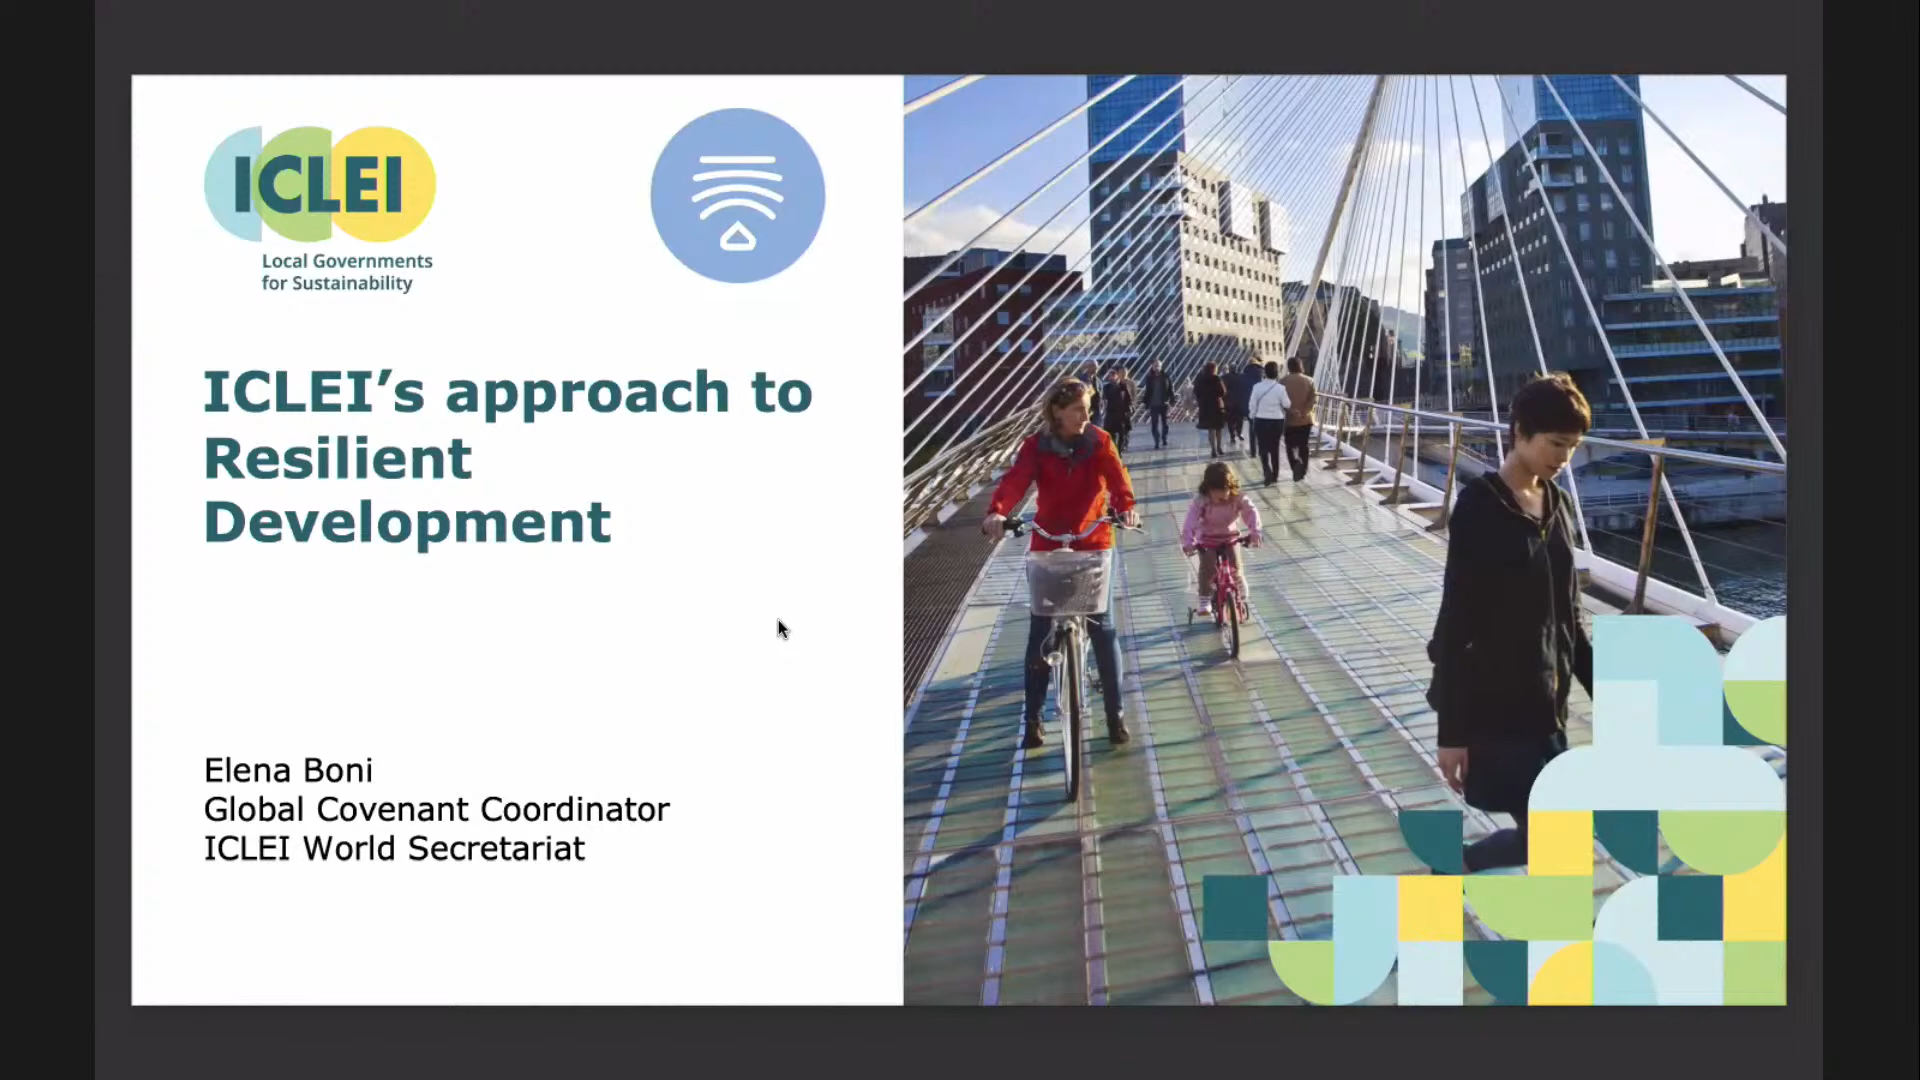 ICLEI
Local Governments
for Sustainability
ICLEI’s approach to
Resilient
Development
Elena Boni
Global Covenant Coordinator
ICLEI World Secretariat